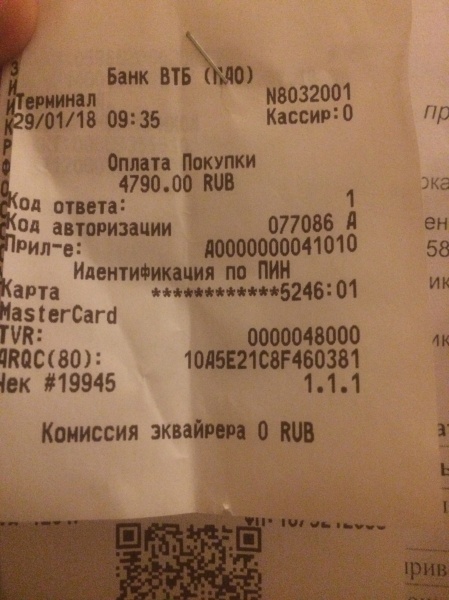 Банк ВТБ (ПАО)
Терминал N8032001
29/01/18 09:35 Кассир:0
Оплата Покупки
4790.00 RUB
Код ответа: 1
Код авторизации 077086 А
Прил-е: A0000000041010
Идентификация по ПИН
Карта ************5246:01
MasterCard
TVR: 0000048000
ARQC(80): 10A5E21C8F460381
Чек #19945 1.1.1
Комиссия эквайрера 0 RUB